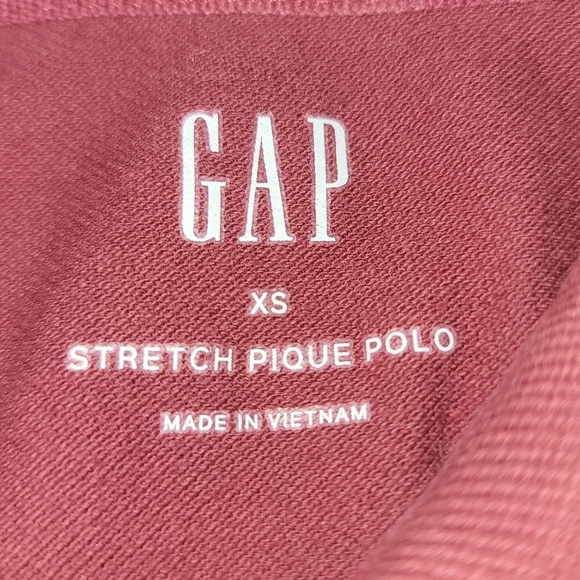 GAP
XS
STRETCH PIQUE POLO
MADE IN VIETNAM